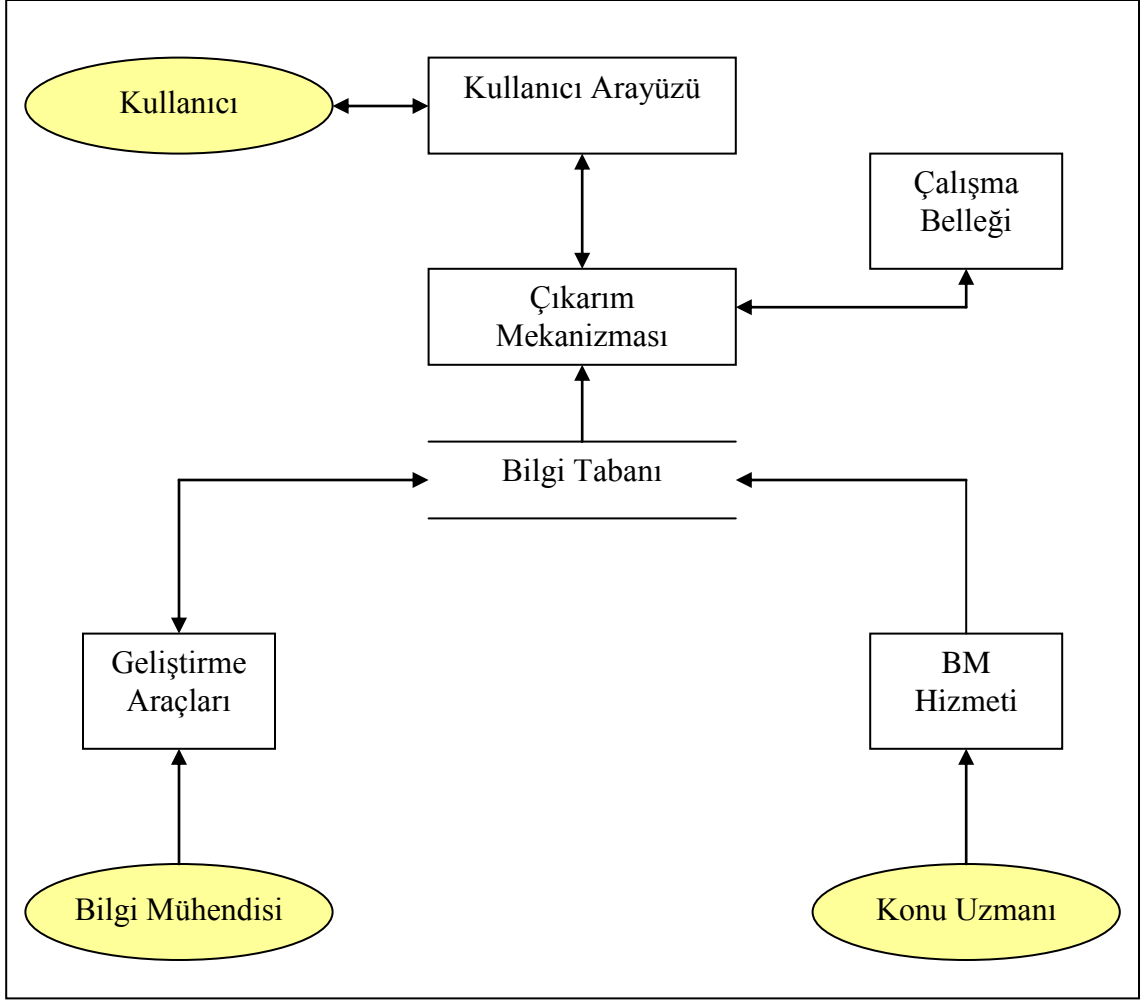 Kullanıcı
Kullanıcı Arayüzü
Çalışma
Belleği
Çıkarım
Mekanizması
Bilgi Tabanı
Geliştirme
Araçları
BM
Hizmeti
Bilgi Mühendisi
Konu Uzmanı